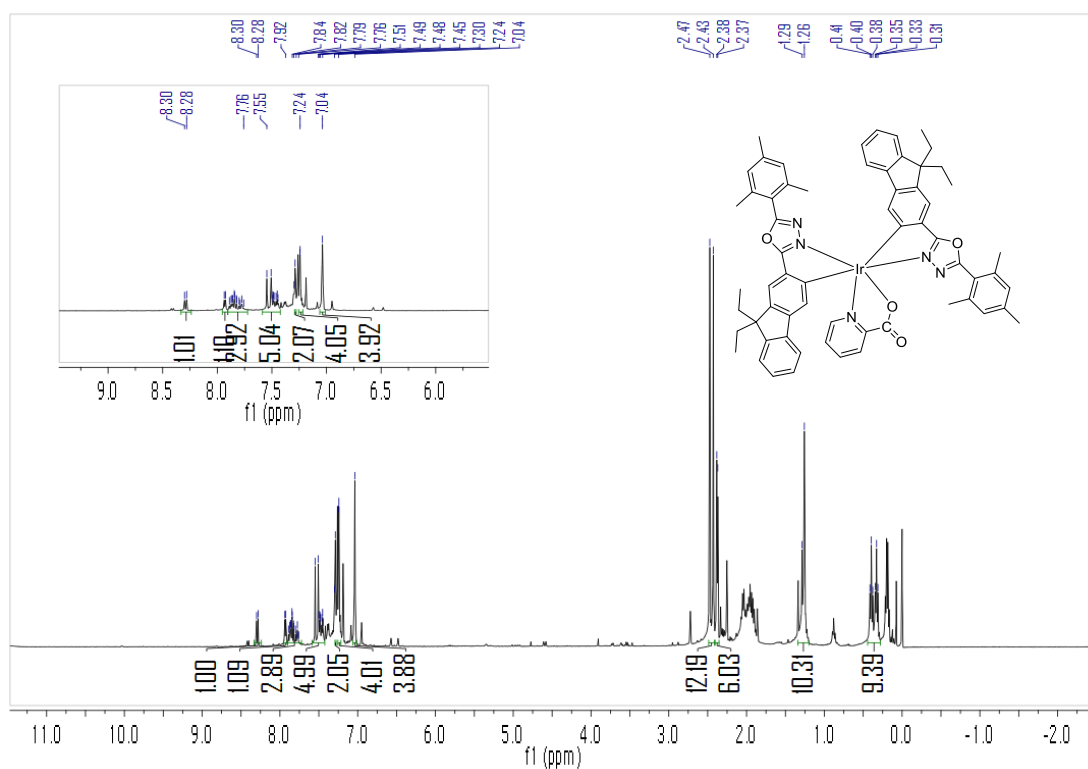 8.30 8.28 7.92 7.84 7.82 7.79 7.76 7.51 7.49 7.48 7.45 7.30 7.24 7.04 2.47 2.43 2.38 2.37 1.29 1.26 0.41 0.40 0.38 0.35 0.33 0.31
8.30 8.28 7.76 7.55 7.24 7.04
1.01 1.10 2.92 5.04 2.07 4.05 3.92
9.0 8.5 8.0 7.5 7.0 6.5 6.0
f1 (ppm)
N
O N
N
O
N
N
Ir
O
N
C
O
1.00 1.09 2.89 4.99 2.05 4.01 3.88 12.19 6.03 10.31 9.39
11.0 10.0 9.0 8.0 7.0 6.0 5.0 4.0 3.0 2.0 1.0 0.0 -1.0 -2.0
f1 (ppm)